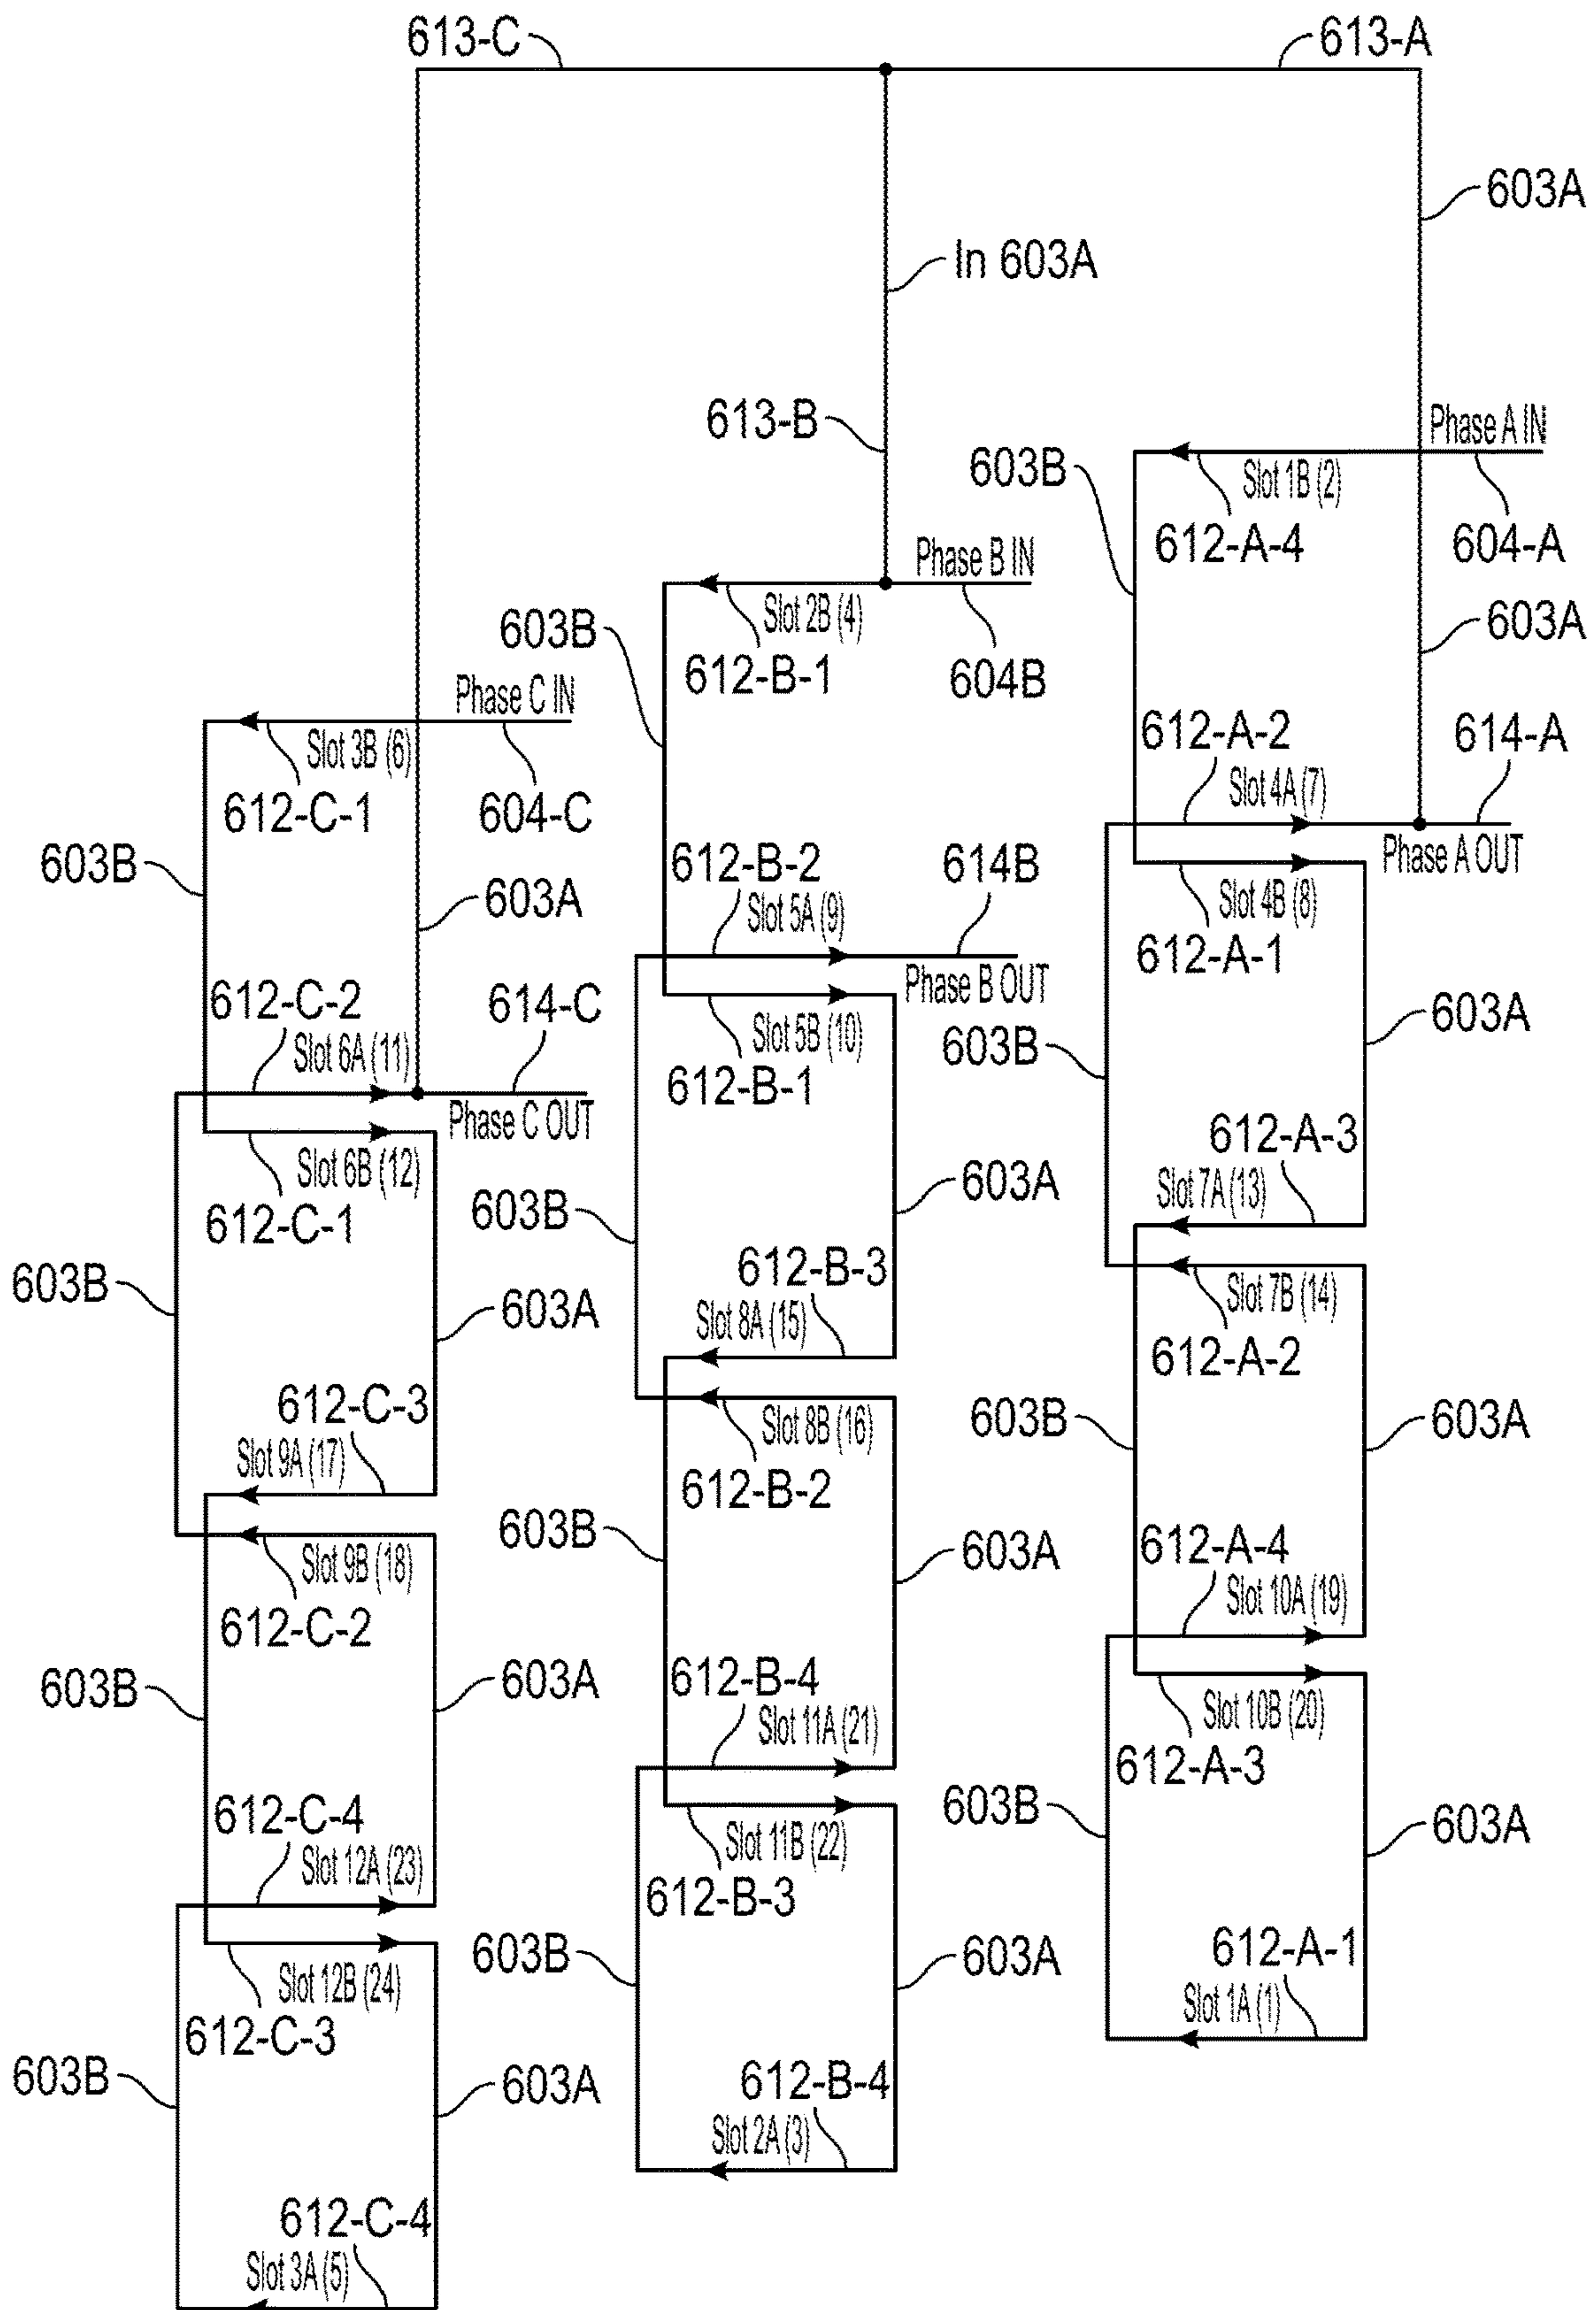 613-C
613-A
603A
In 603A
613-B
Phase A IN
603B
Slot 1B (2)
612-A-4
604-A
Phase B IN
Slot 2B (4)
603B
612-B-1
604B
603A
Phase C IN
Slot 3B (6)
612-C-1
604-C
612-A-2
614-A
Slot 4A (7)
Phase A OUT
603B
603A
612-B-2
614B
Slot 5A (9)
Slot 4B (8)
612-A-1
Phase B OUT
612-C-2
614-C
603A
Slot 6A (11)
Slot 5B (10)
603B
612-B-1
Phase C OUT
612-A-3
Slot 6B (12)
603A
Slot 7A (13)
612-C-1
603B
603B
612-B-3
603A
Slot 7B (14)
Slot 8A (15)
612-A-2
612-C-3
603B
603A
Slot 9A (17)
Slot 8B (16)
612-B-2
603B
612-A-4
603A
Slot 9B (18)
Slot 10A (19)
612-C-2
603B
603A
612-B-4
Slot 10B (20)
Slot 11A (21)
612-A-3
612-C-4
603B
603A
Slot 12A (23)
Slot 11B (22)
612-B-3
603B
603A
612-A-1
Slot 12B (24)
Slot 1A (1)
612-C-3
603B
603A
612-B-4
Slot 2A (3)
612-C-4
Slot 3A (5)